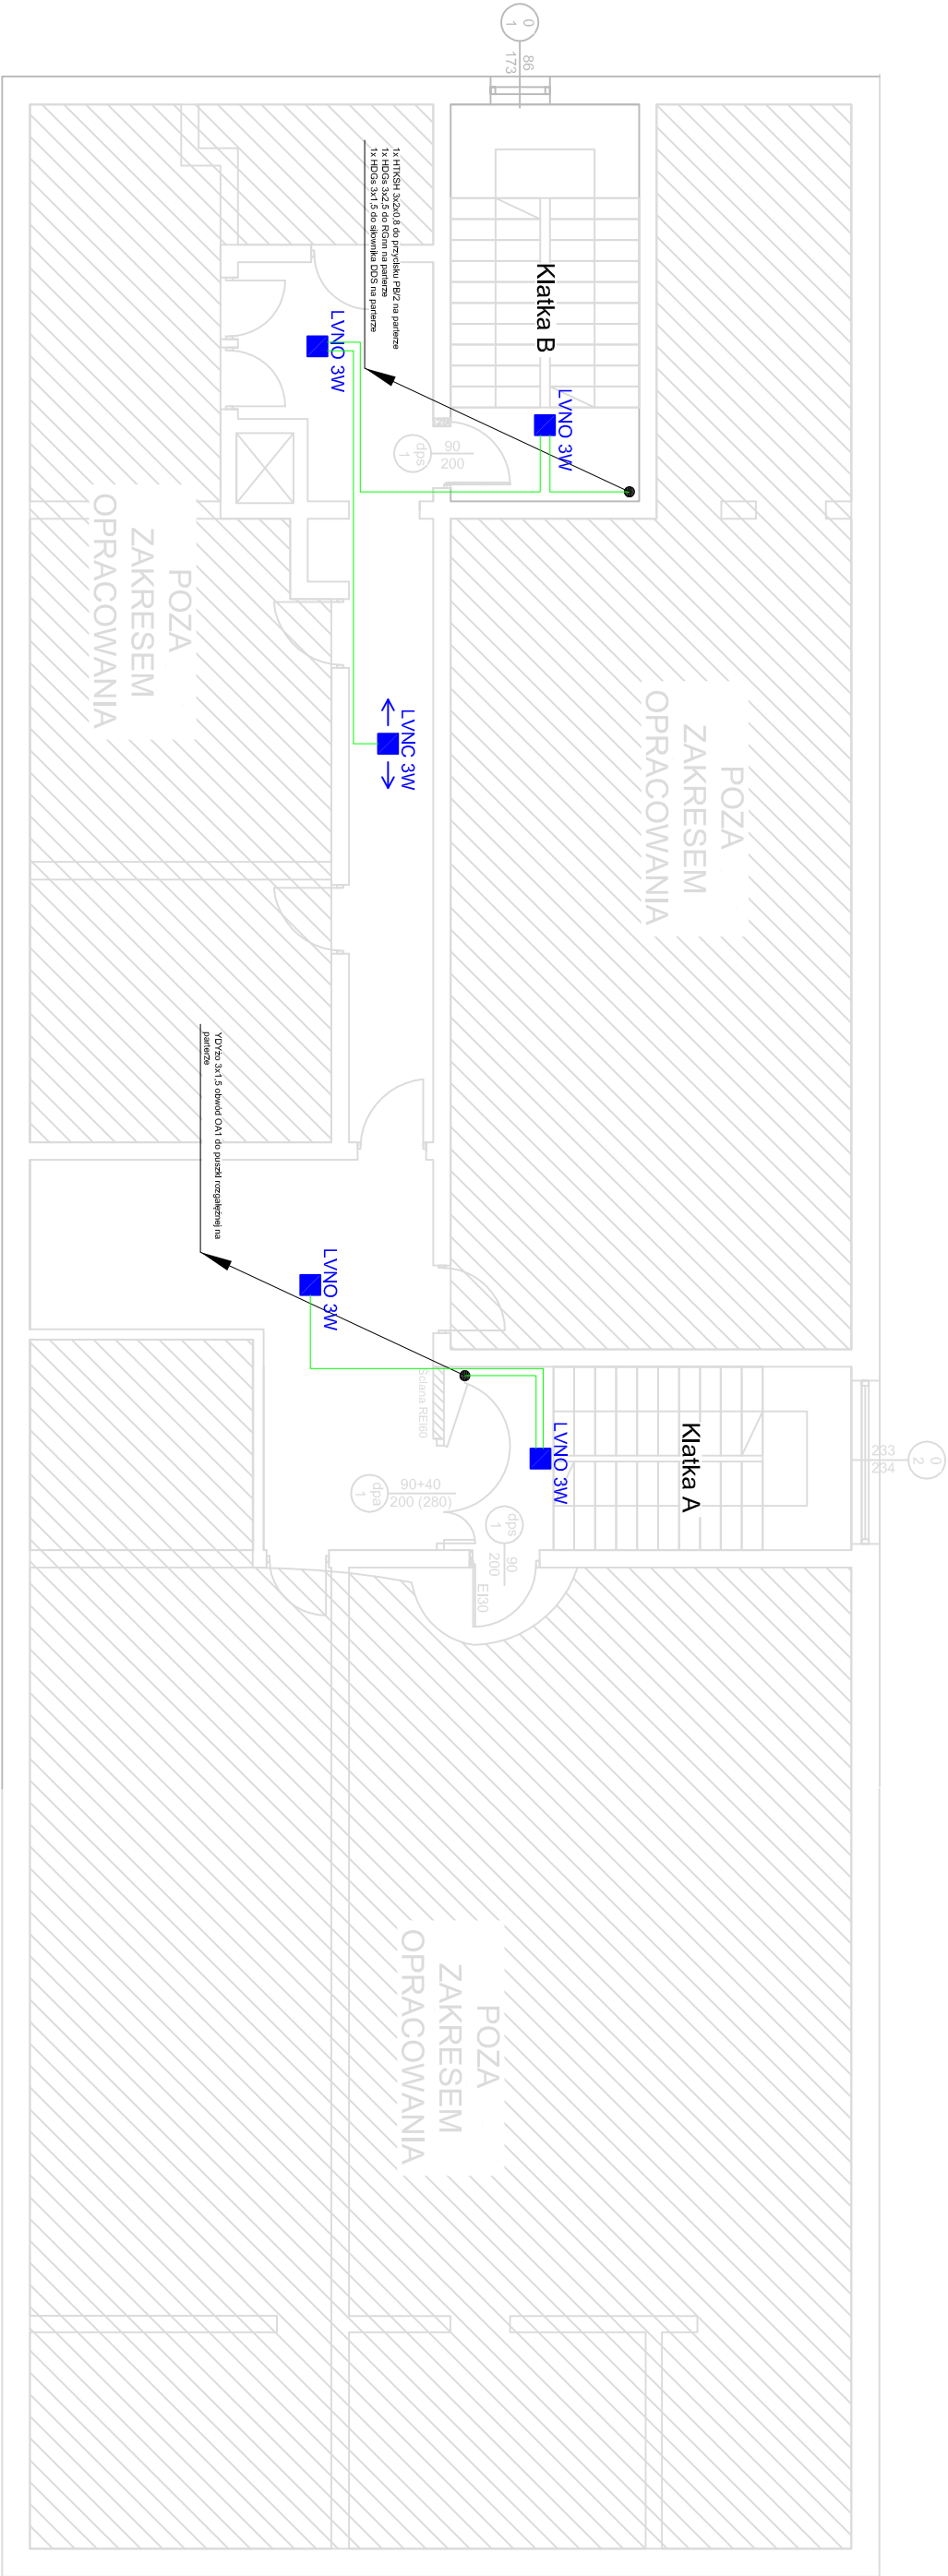 0
1
86
173
1x HTKSH 3x2x0,8 do przycisku PB/2 na parterze
1x HDGs 3x2,5 do RGnn na parterze
1x HDGs 3x1,5 do siłownika DDS na parterze
Klatka B
LVNO 3W
LVNO 3W
dps
1
90
200
POZA
ZAKRESEM
OPRACOWANIA
POZA
ZAKRESEM
OPRACOWANIA
LVNC 3W
YDYżo 3x1,5 obwód OA1 do puszki rozgałęźnej na
parterze
LVNO 3W
Ściana REI60
Klatka A
LVNO 3W
0
2
233
234
dpa
1
90+40
200 (280)
dps
1
90
200
EI30
POZA
ZAKRESEM
OPRACOWANIA